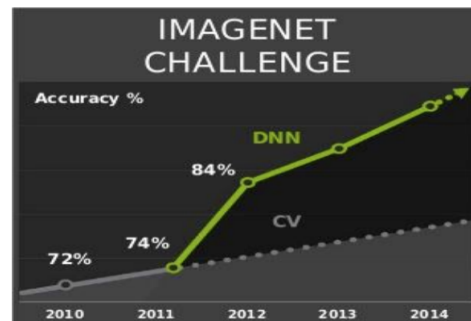 IMAGENET
CHALLENGE
Accuracy %
DNN
84%
CV
74%
72%
2010 2011 2012 2013 2014